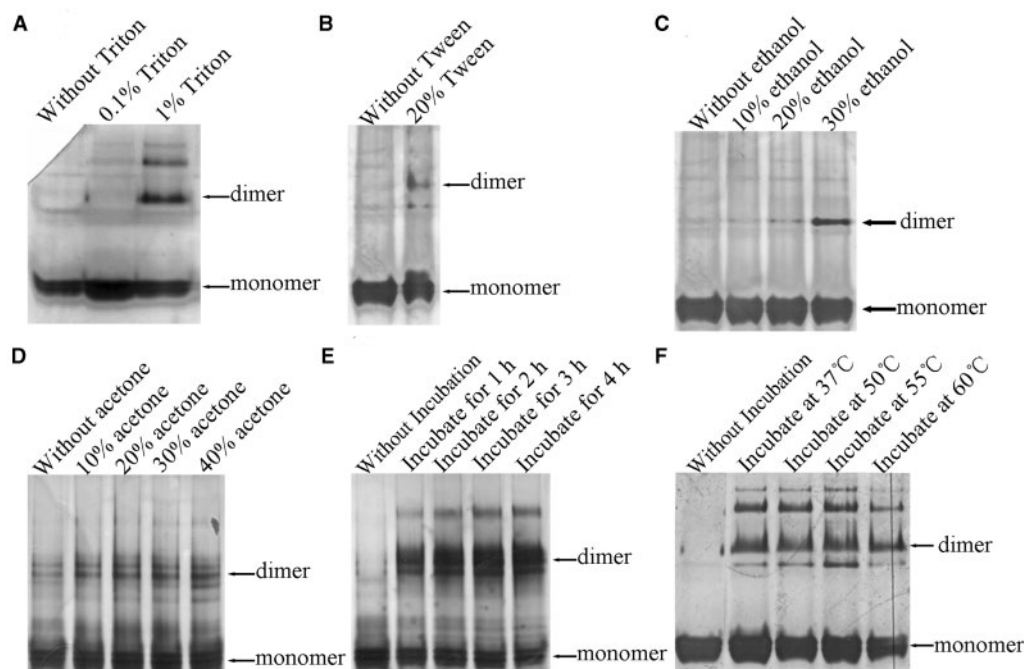 A
Without Triton
0.1% Triton
1% Triton
dimer
monomer
B
Without Tween
20% Tween
dimer
monomer
C
Without ethanol
10% ethanol
20% ethanol
30% ethanol
dimer
monomer
D
Without acetone
10% acetone
20% acetone
30% acetone
40% acetone
dimer
monomer
E
Without Incubation
Incubate for 1 h
Incubate for 2 h
Incubate for 3 h
Incubate for 4 h
dimer
monomer
F
Without Incubation
Incubate at 37°C
Incubate at 50°C
Incubate at 55°C
Incubate at 60°C
dimer
monomer